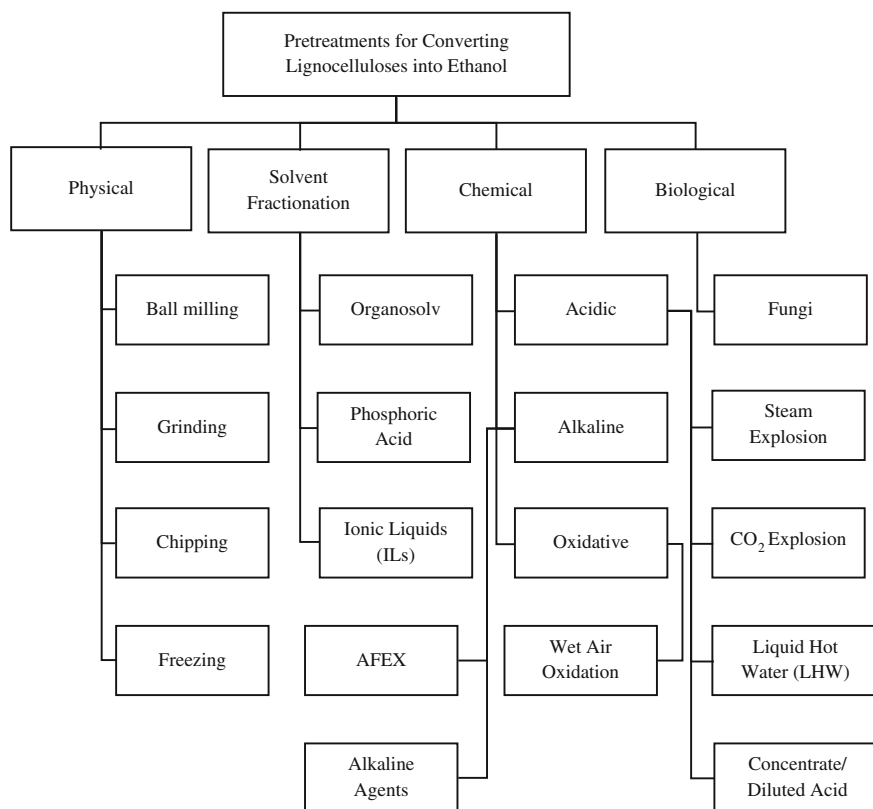 Pretreatments for Converting
Lignocelluloses into Ethanol
Physical
Solvent
Fractionation
Chemical
Biological
Ball milling
Organosolv
Acidic
Fungi
Grinding
Phosphoric
Acid
Alkaline
Steam
Explosion
Chipping
Ionic Liquids
(ILs)
Oxidative
CO2 Explosion
Freezing
AFEX
Wet Air
Oxidation
Liquid Hot
Water (LHW)
Alkaline
Agents
Concentrate/
Diluted Acid